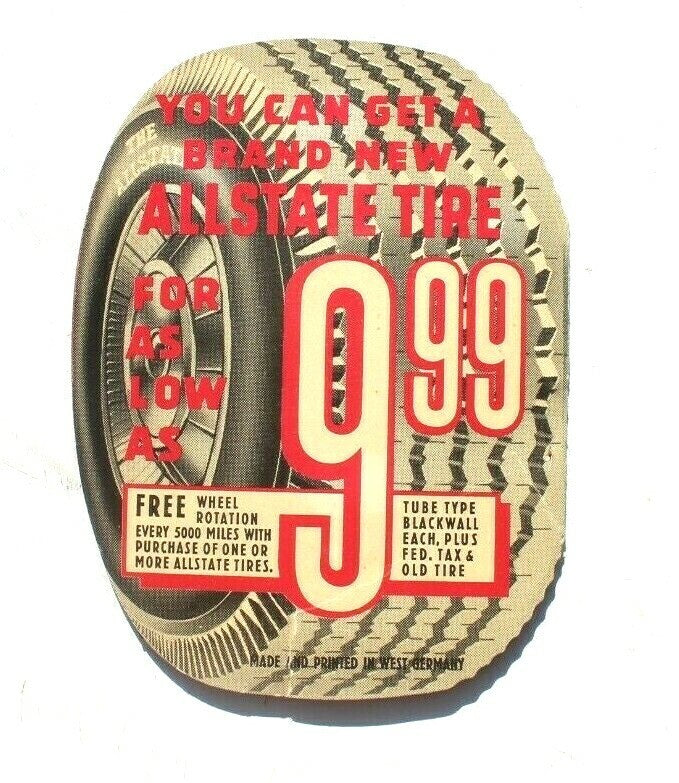 THE
ALLSTATE
YOU CAN GET A
BRAND NEW
ALLSTATE TIRE
FOR
AS
LOW
AS
9 99
FREE WHEEL
ROTATION
EVERY 5000 MILES WITH
PURCHASE OF ONE OR
MORE ALLSTATE TIRES.
TUBE TYPE
BLACKWALL
EACH, PLUS
FED. TAX &
OLD TIRE
MADE AND PRINTED IN WEST GERMANY